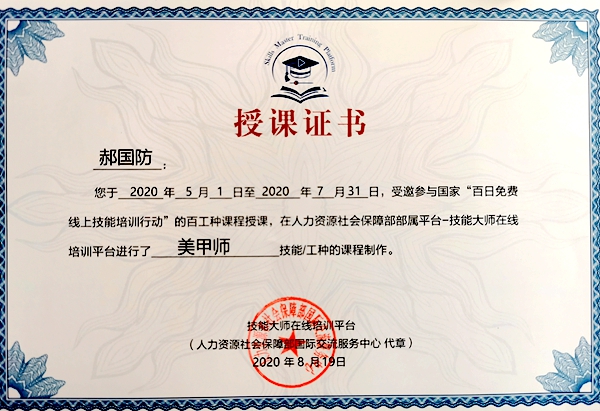 Skills Master Training Platform
授课证书
郝国防：
您于 2020 年 5 月 1 日至 2020 年 7 月 31 日，受邀参与国家“百日免费
线上技能培训行动”的百工种课程授课，在人力资源社会保障部部属平台-技能大师在线
培训平台进行了 美甲师 技能/工种的课程制作。
技能大师在线培训平台
（人力资源社会保障部国际交流服务中心 代章）
2020 年 8 月 19 日